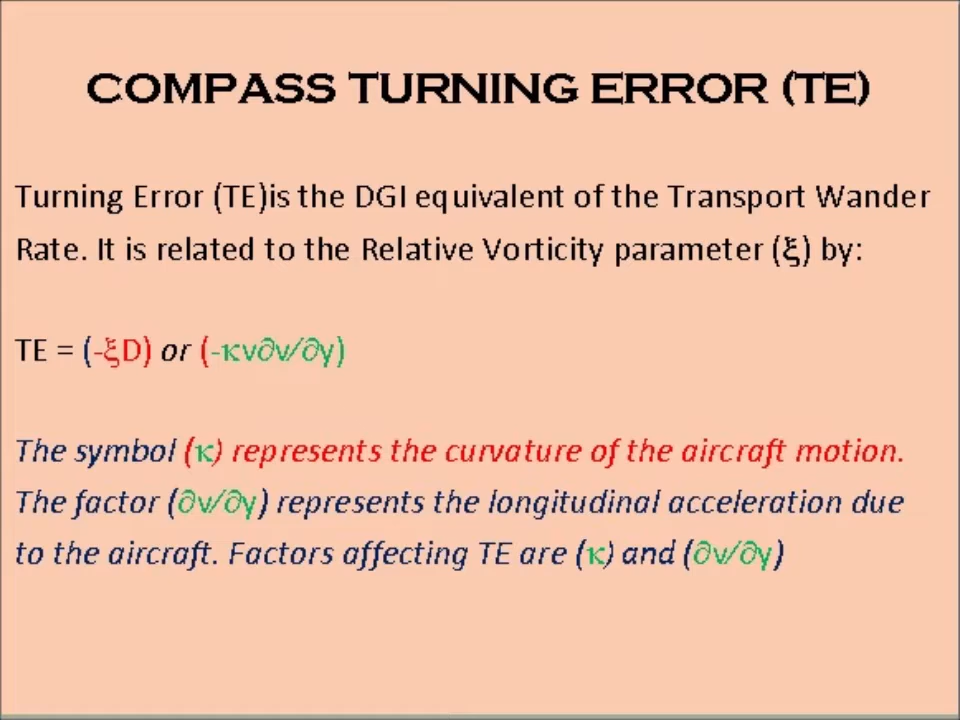 COMPASS TURNING ERROR (TE)
Turning Error (TE)is the DGI equivalent of the Transport Wander
Rate. It is related to the Relative Vorticity parameter (ξ) by:
TE = (-ξD) or (-κv∂v/∂y)
The symbol (κ) represents the curvature of the aircraft motion.
The factor (∂v/∂y) represents the longitudinal acceleration due
to the aircraft. Factors affecting TE are (κ) and (∂v/∂y)